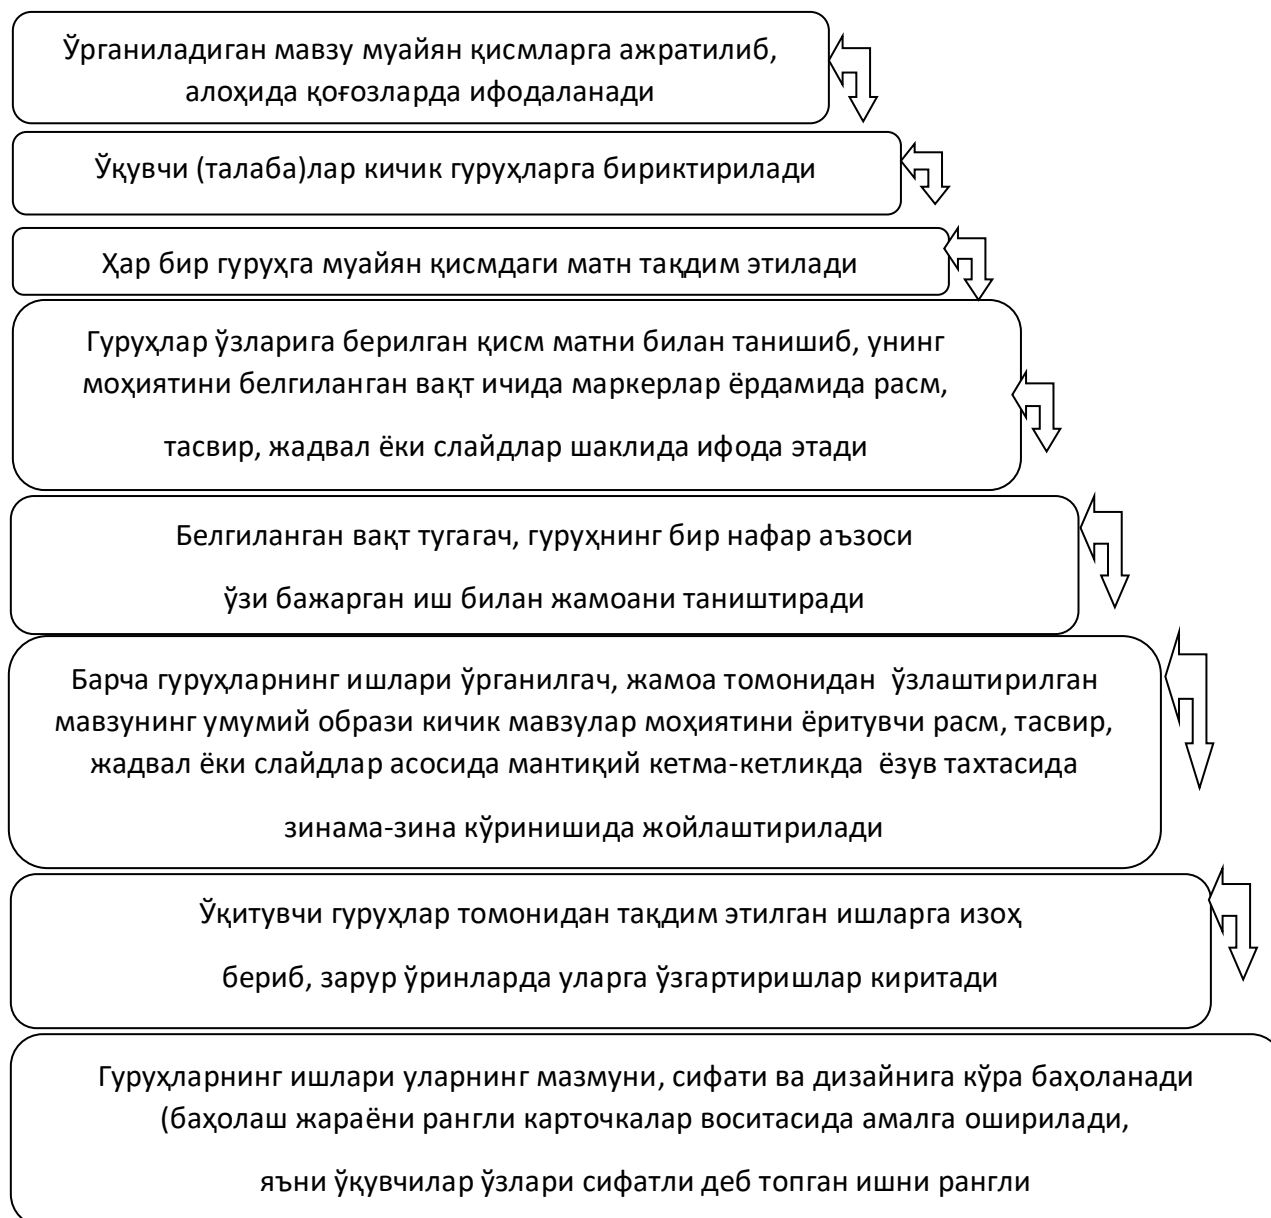 Ўрганиладиган мавзу муайян қисмларга ажратилиб,
алоҳида қоғозларда ифодаланади
Ўқувчи (талаба)лар кичик гуруҳларга бириктирилади
Ҳар бир гуруҳга муайян қисмдаги матн тақдим этилади
Гуруҳлар ўзларига берилган қисм матни билан танишиб, унинг
моҳиятини белгиланган вақт ичида маркерлар ёрдамида расм,
тасвир, жадвал ёки слайдлар шаклида ифода этади
Белгиланган вақт тугагач, гуруҳнинг бир нафар аъзоси
ўзи бажарган иш билан жамоани таништиради
Барча гуруҳларнинг ишлари ўрганилгач, жамоа томонидан ўзлаштирилган
мавзунинг умумий образи кичик мавзулар моҳиятини ёритувчи расм, тасвир,
жадвал ёки слайдлар асосида мантиқий кетма-кетликда ёзув тахтасида
зинама-зина кўринишида жойлаштирилади
Ўқитувчи гуруҳлар томонидан тақдим этилган ишларга изоҳ
бериб, зарур ўринларда уларга ўзгартиришлар киритади
Гуруҳларнинг ишлари уларнинг мазмуни, сифати ва дизайнига кўра баҳоланади
(баҳолаш жараёни рангли карточкалар воситасида амалга оширилади,
яъни ўқувчилар ўзлари сифатли деб топган ишни рангли